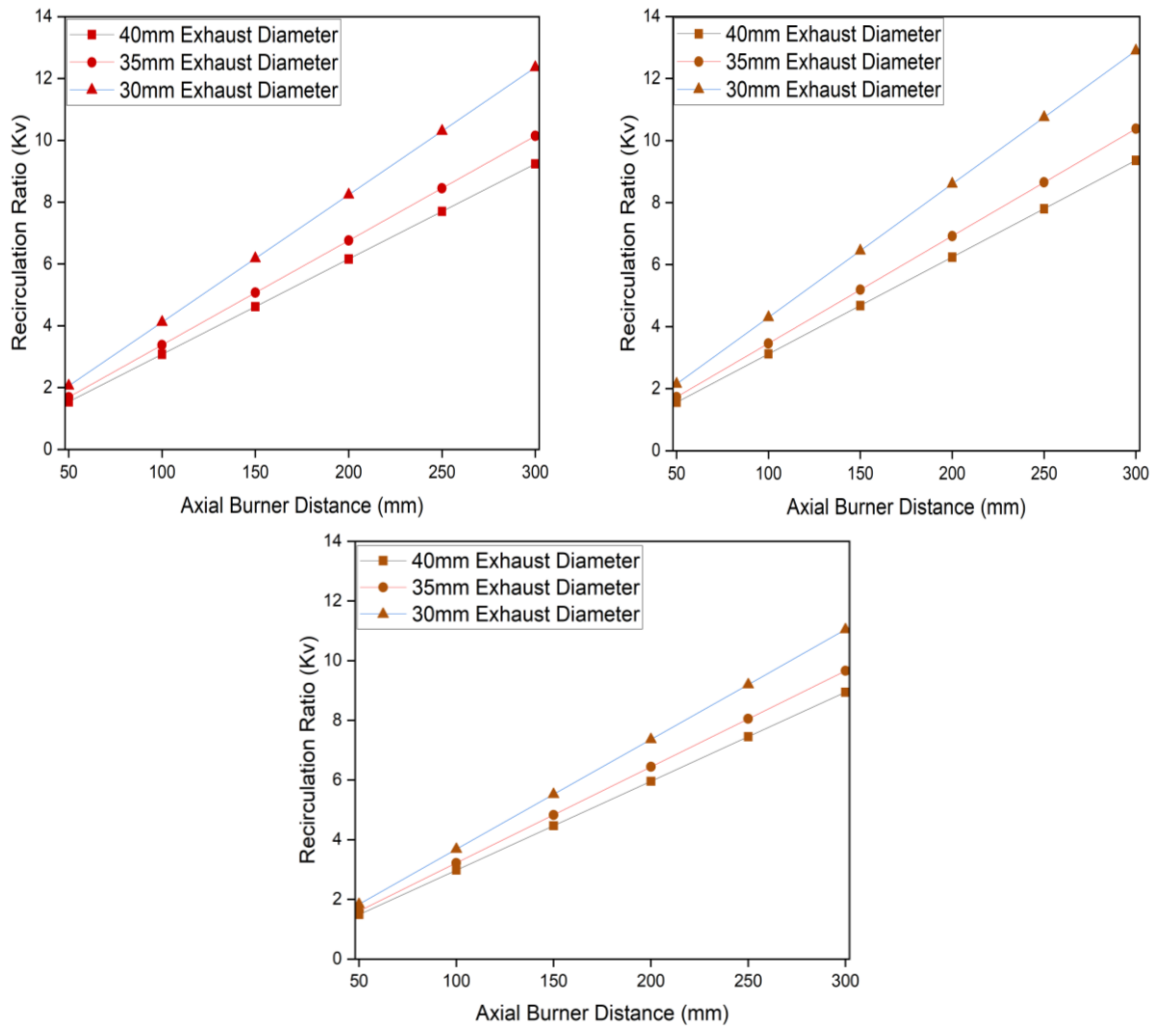 14
12
10
8
6
4
2
0
Recirculation Ratio (Kv)
40mm Exhaust Diameter
35mm Exhaust Diameter
30mm Exhaust Diameter
50 100 150 200 250 300
Axial Burner Distance (mm)
14
12
10
8
6
4
2
0
Recirculation Ratio (Kv)
40mm Exhaust Diameter
35mm Exhaust Diameter
30mm Exhaust Diameter
50 100 150 200 250 300
Axial Burner Distance (mm)
14
12
10
8
6
4
2
0
Recirculation Ratio (Kv)
40mm Exhaust Diameter
35mm Exhaust Diameter
30mm Exhaust Diameter
50 100 150 200 250 300
Axial Burner Distance (mm)